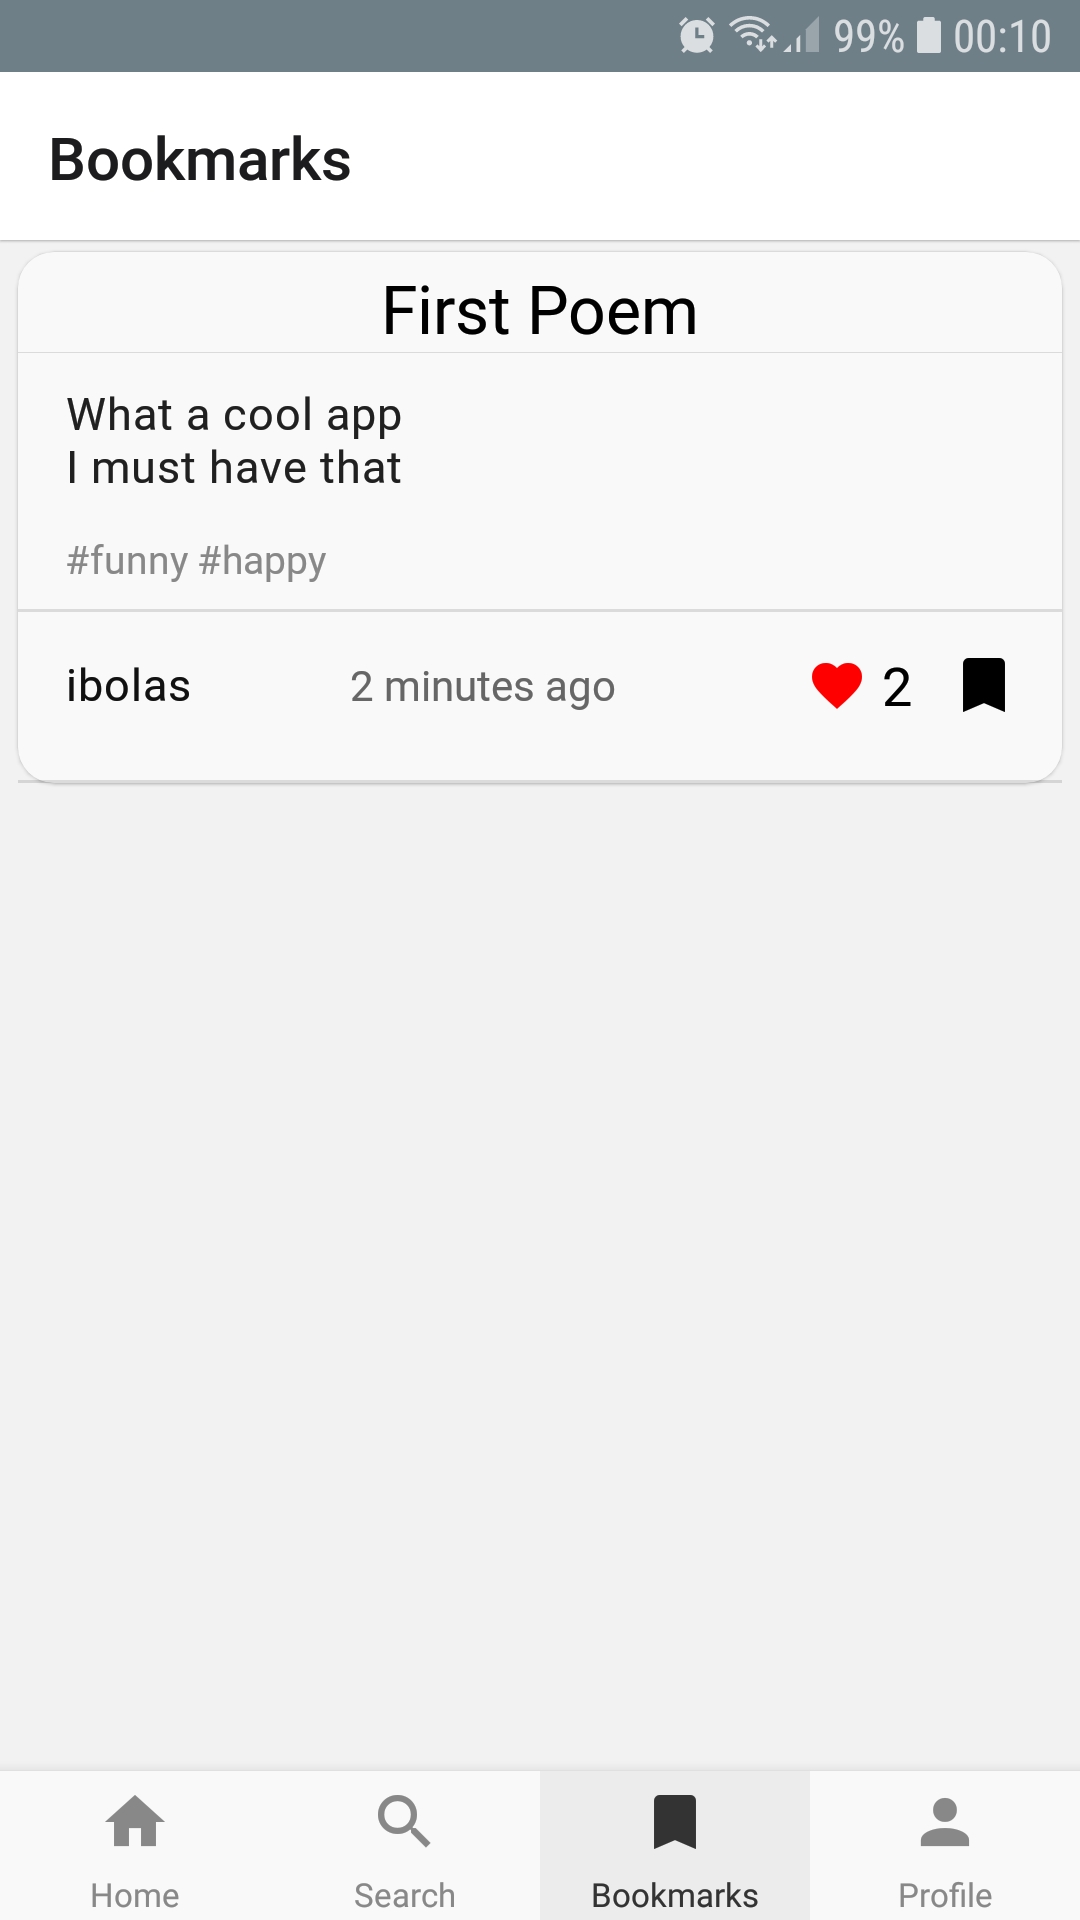 99% 00:10
Bookmarks
First Poem
What a cool app
I must have that
#funny #happy
ibolas 2 minutes ago 2
Home Search Bookmarks Profile